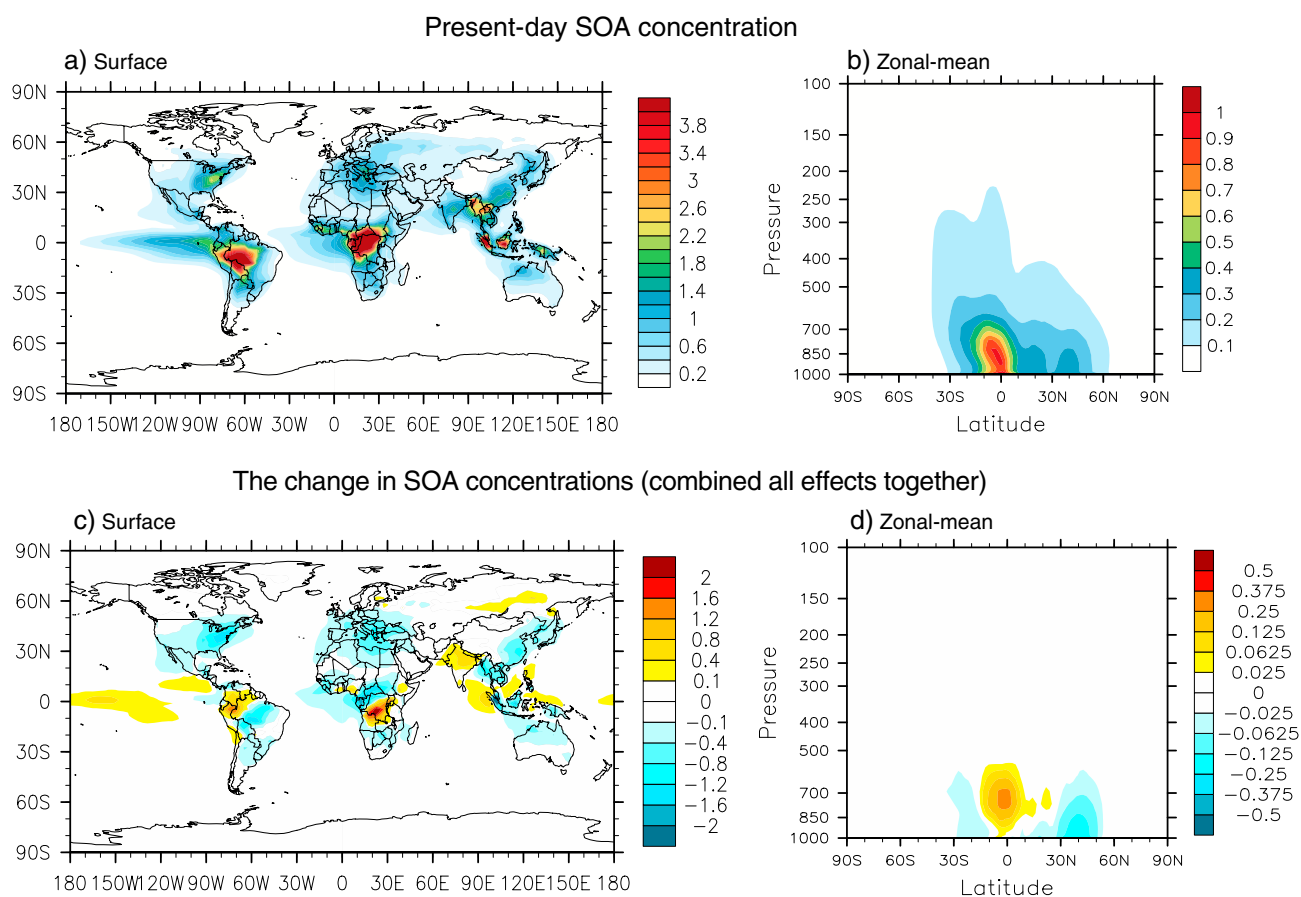 Present-day SOA concentration
a) Surface
b) Zonal-mean
90N
60N
30N
0
30S
60S
90S
180 150W 120W 90W 60W 30W 0 30E 60E 90E 120E 150E 180
3.8
3.4
3
2.6
2.2
1.8
1.4
1
0.6
0.2
Pressure
100
150
200
250
300
400
500
700
850
1000
90S 60S 30S 0 30N 60N 90N
Latitude
1
0.9
0.8
0.7
0.6
0.5
0.4
0.3
0.2
0.1
The change in SOA concentrations (combined all effects together)
c) Surface
d) Zonal-mean
90N
60N
30N
0
30S
60S
90S
180 150W 120W 90W 60W 30W 0 30E 60E 90E 120E 150E 180
2
1.6
1.2
0.8
0.4
0.1
0
−0.1
−0.4
−0.8
−1.2
−1.6
−2
Pressure
100
150
200
250
300
400
500
700
850
1000
90S 60S 30S 0 30N 60N 90N
Latitude
0.5
0.375
0.25
0.125
0.0625
0.025
0
−0.025
−0.0625
−0.125
−0.25
−0.375
−0.5